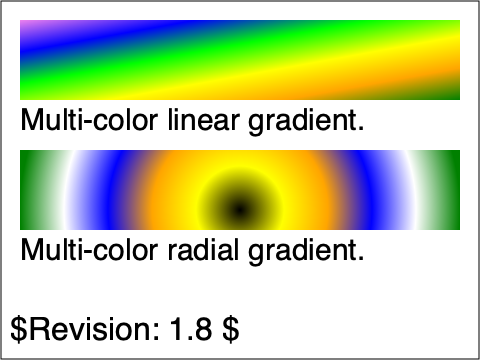 Multi-color linear gradient.
Multi-color radial gradient.
$Revision: 1.8 $